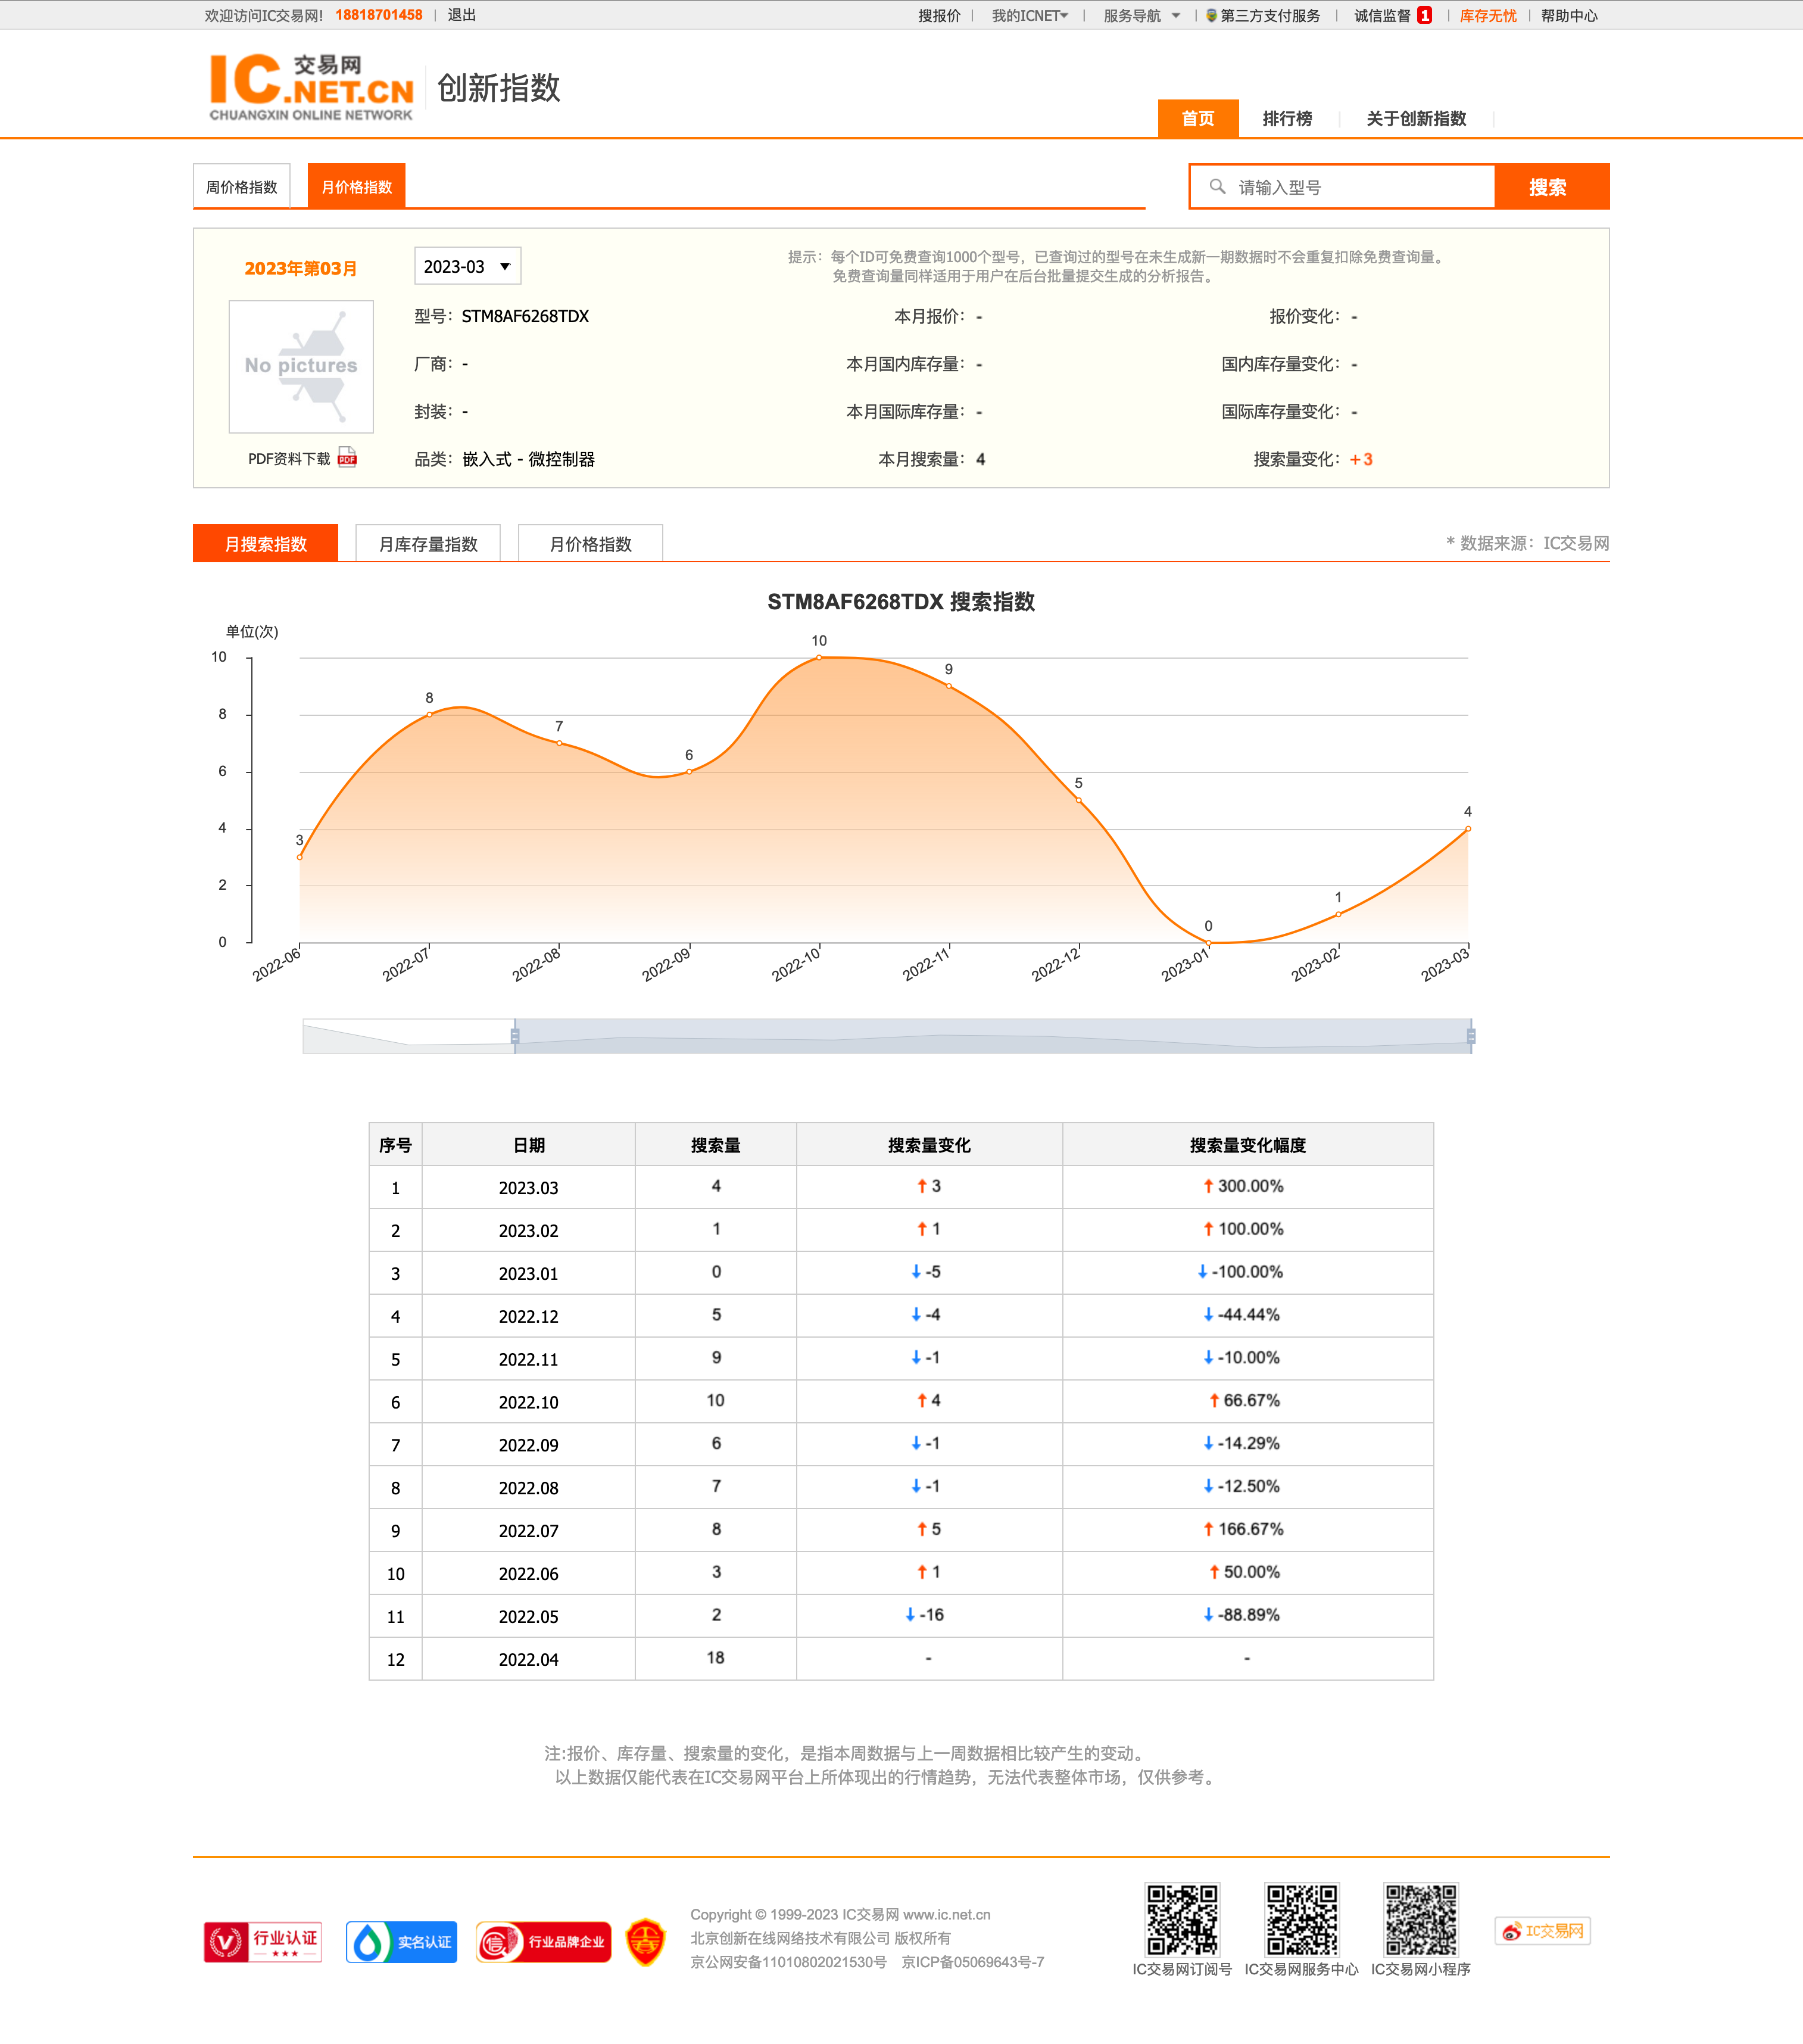 欢迎访问IC交易网! 18818701458 | 退出
搜报价 | 我的ICNET | 服务导航 | 第三方支付服务 | 诚信监督 1 | 库存无忧 | 帮助中心
IC交易网.NET.CN
CHUANGXIN ONLINE NETWORK
创新指数
首页 排行榜 关于创新指数
周价格指数 月价格指数
请输入型号 搜索
2023年第03月 2023-03
提示：每个ID可免费查询1000个型号，已查询过的型号在未生成新一期数据时不会重复扣除免费查询量。
免费查询量同样适用于用户在后台批量提交生成的分析报告。
No pictures
PDF资料下载 PDF
型号：STM8AF6268TDX 本月报价：- 报价变化：-
厂商：- 本月国内库存量：- 国内库存量变化：-
封装：- 本月国际库存量：- 国际库存量变化：-
品类：嵌入式 - 微控制器 本月搜索量：4 搜索量变化：+3
月搜索指数 月库存量指数 月价格指数
* 数据来源：IC交易网
STM8AF6268TDX 搜索指数
单位(次)
10
8
6
4
2
0
3 8 7 6 10 9 5 0 1 4
2022-06 2022-07 2022-08 2022-09 2022-10 2022-11 2022-12 2023-01 2023-02 2023-03
序号 日期 搜索量 搜索量变化 搜索量变化幅度
1 2023.03 4 ↑ 3 ↑ 300.00%
2 2023.02 1 ↑ 1 ↑ 100.00%
3 2023.01 0 ↓ -5 ↓ -100.00%
4 2022.12 5 ↓ -4 ↓ -44.44%
5 2022.11 9 ↓ -1 ↓ -10.00%
6 2022.10 10 ↑ 4 ↑ 66.67%
7 2022.09 6 ↓ -1 ↓ -14.29%
8 2022.08 7 ↓ -1 ↓ -12.50%
9 2022.07 8 ↑ 5 ↑ 166.67%
10 2022.06 3 ↑ 1 ↑ 50.00%
11 2022.05 2 ↓ -16 ↓ -88.89%
12 2022.04 18 - -
注:报价、库存量、搜索量的变化，是指本周数据与上一周数据相比较产生的变动。
以上数据仅能代表在IC交易网平台上所体现出的行情趋势，无法代表整体市场，仅供参考。
行业认证
实名认证
信 行业品牌企业
Copyright © 1999-2023 IC交易网 www.ic.net.cn
北京创新在线网络技术有限公司 版权所有
京公网安备11010802021530号 京ICP备05069643号-7
IC交易网订阅号 IC交易网服务中心 IC交易网小程序
IC交易网